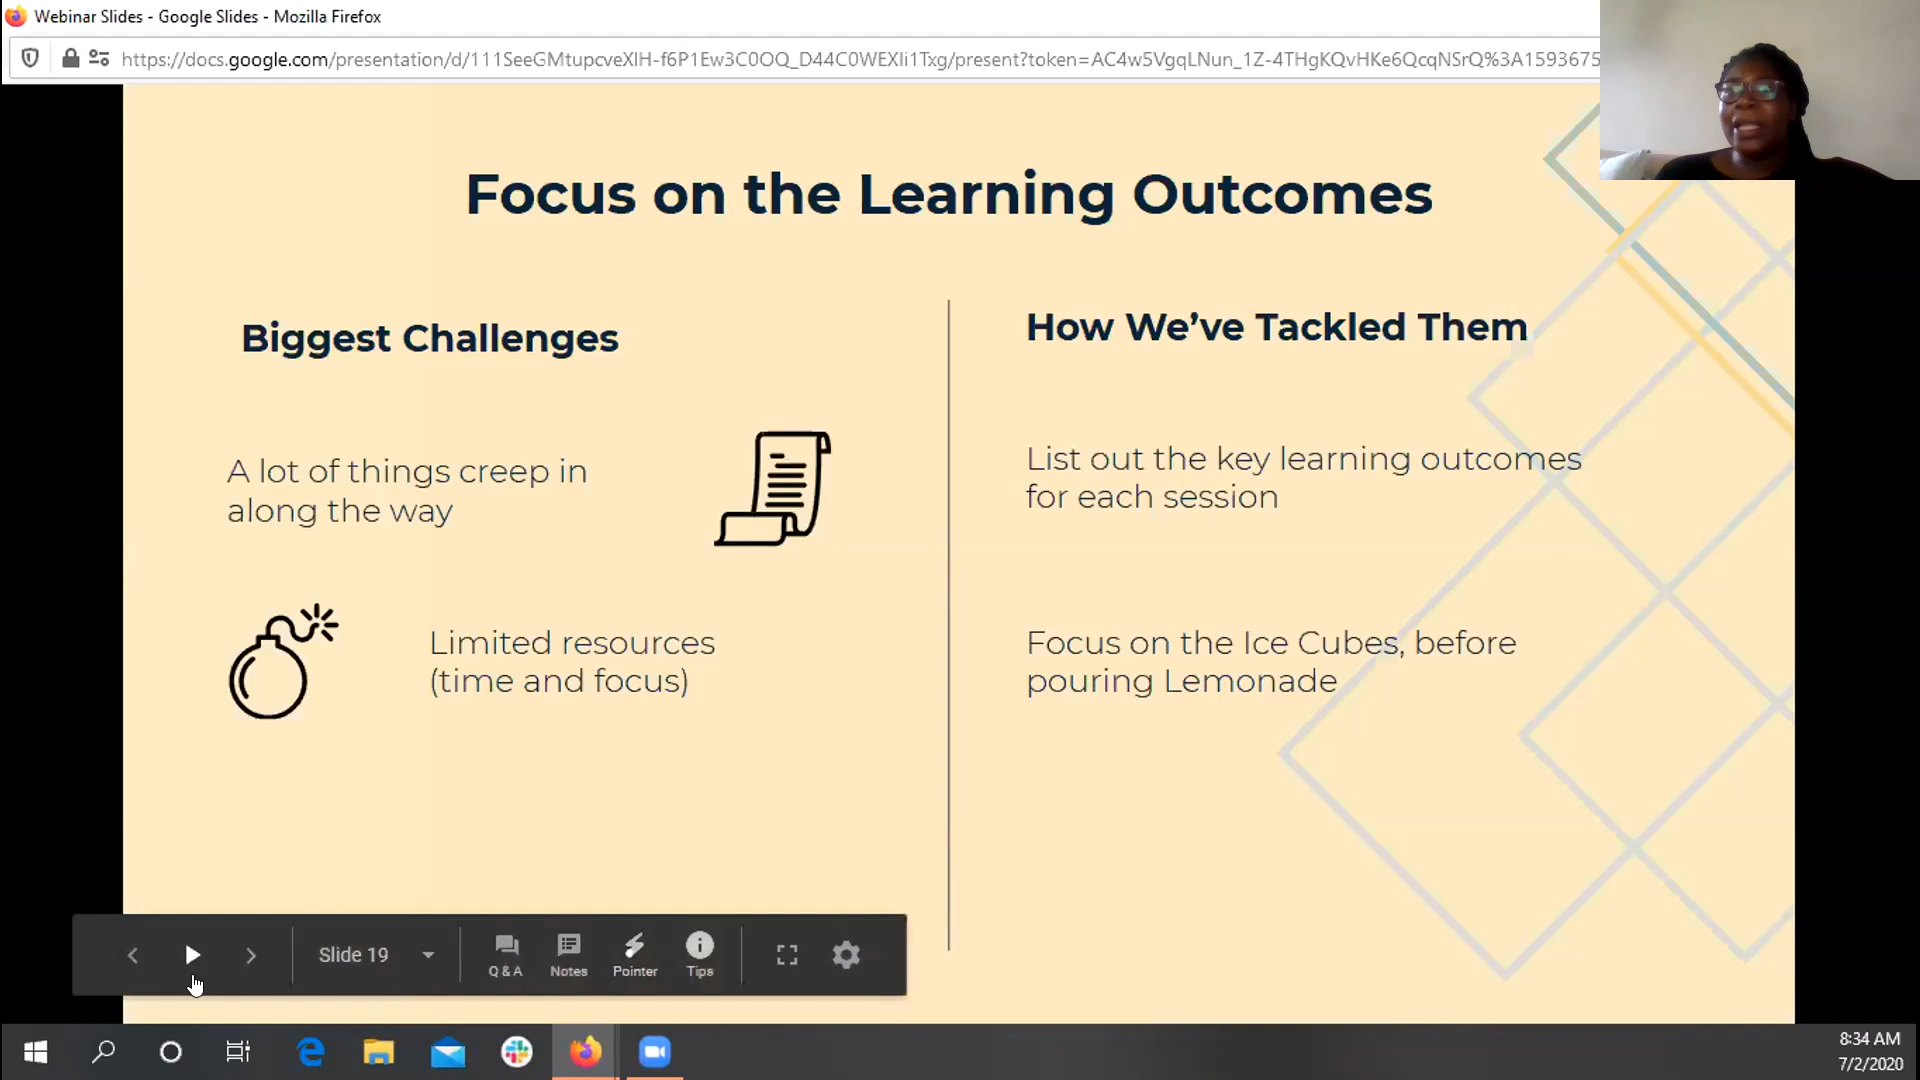 Webinar Slides - Google Slides - Mozilla Firefox
https://docs.google.com/presentation/d/111SeeGMtupcveXlH-f6P1Ew3C0OQ_D44C0WEXIi1Txg/present?token=AC4w5VgqLNun_1Z-4THgKQvHKe6QcqNSrQ%3A1593675
Focus on the Learning Outcomes
Biggest Challenges
A lot of things creep in
along the way
Limited resources
(time and focus)
How We’ve Tackled Them
List out the key learning outcomes
for each session
Focus on the Ice Cubes, before
pouring Lemonade
Slide 19
Q & A
Notes
Pointer
Tips
8:34 AM
7/2/2020